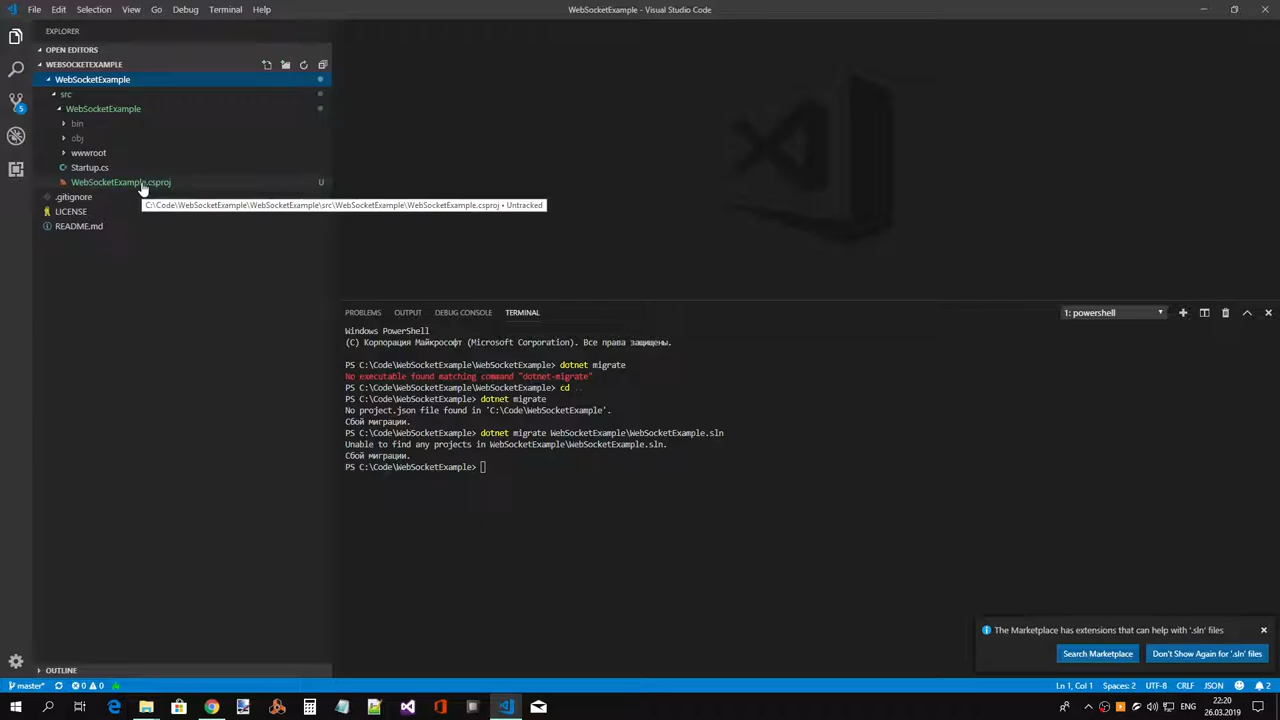 File Edit Selection View Go Debug Terminal Help
WebSocketExample - Visual Studio Code
EXPLORER
OPEN EDITORS
WEBSOCKETEXAMPLE
WebSocketExample
src
WebSocketExample
bin
obj
wwwroot
Startup.cs
WebSocketExample.csproj U
C:\Code\WebSocketExample\WebSocketExample\src\WebSocketExample\WebSocketExample.csproj • Untracked
.gitignore
LICENSE
README.md
5
OUTLINE
PROBLEMS OUTPUT DEBUG CONSOLE TERMINAL
1: powershell
Windows PowerShell
(C) Корпорация Майкрософт (Microsoft Corporation). Все права защищены.
PS C:\Code\WebSocketExample\WebSocketExample> dotnet migrate
No executable found matching command "dotnet-migrate"
PS C:\Code\WebSocketExample\WebSocketExample> cd ..
PS C:\Code\WebSocketExample> dotnet migrate
No project.json file found in 'C:\Code\WebSocketExample'.
Сбой миграции.
PS C:\Code\WebSocketExample> dotnet migrate WebSocketExample\WebSocketExample.sln
Unable to find any projects in WebSocketExample\WebSocketExample.sln.
Сбой миграции.
PS C:\Code\WebSocketExample>
The Marketplace has extensions that can help with '.sln' files
Search Marketplace
Don't Show Again for '.sln' files
master* 0 0
Ln 1, Col 1 Spaces: 2 UTF-8 CRLF JSON 2
ENG
22:20
26.03.2019